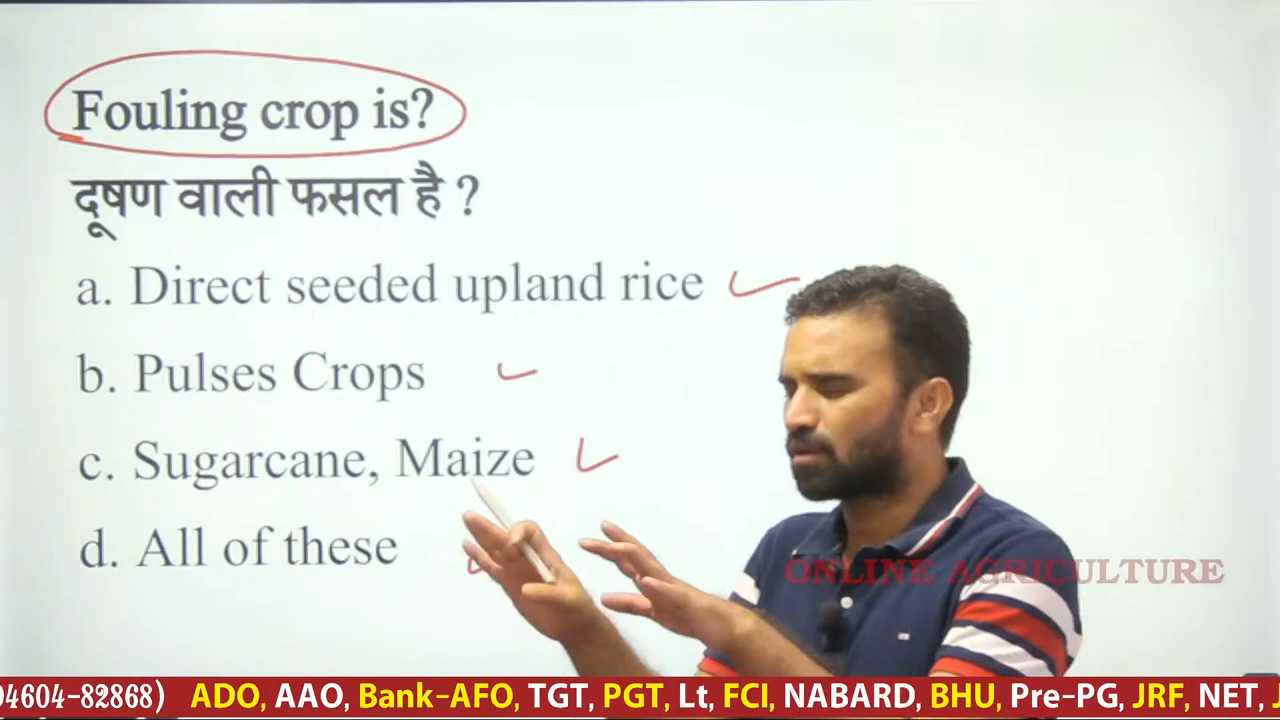 Fouling crop is?
दूषण वाली फसल है ?
a. Direct seeded upland rice
b. Pulses Crops
c. Sugarcane, Maize
d. All of these
ONLINE AGRICULTURE
04604-82868) ADO, AAO, Bank-AFO, TGT, PGT, Lt, FCI, NABARD, BHU, Pre-PG, JRF, NET,